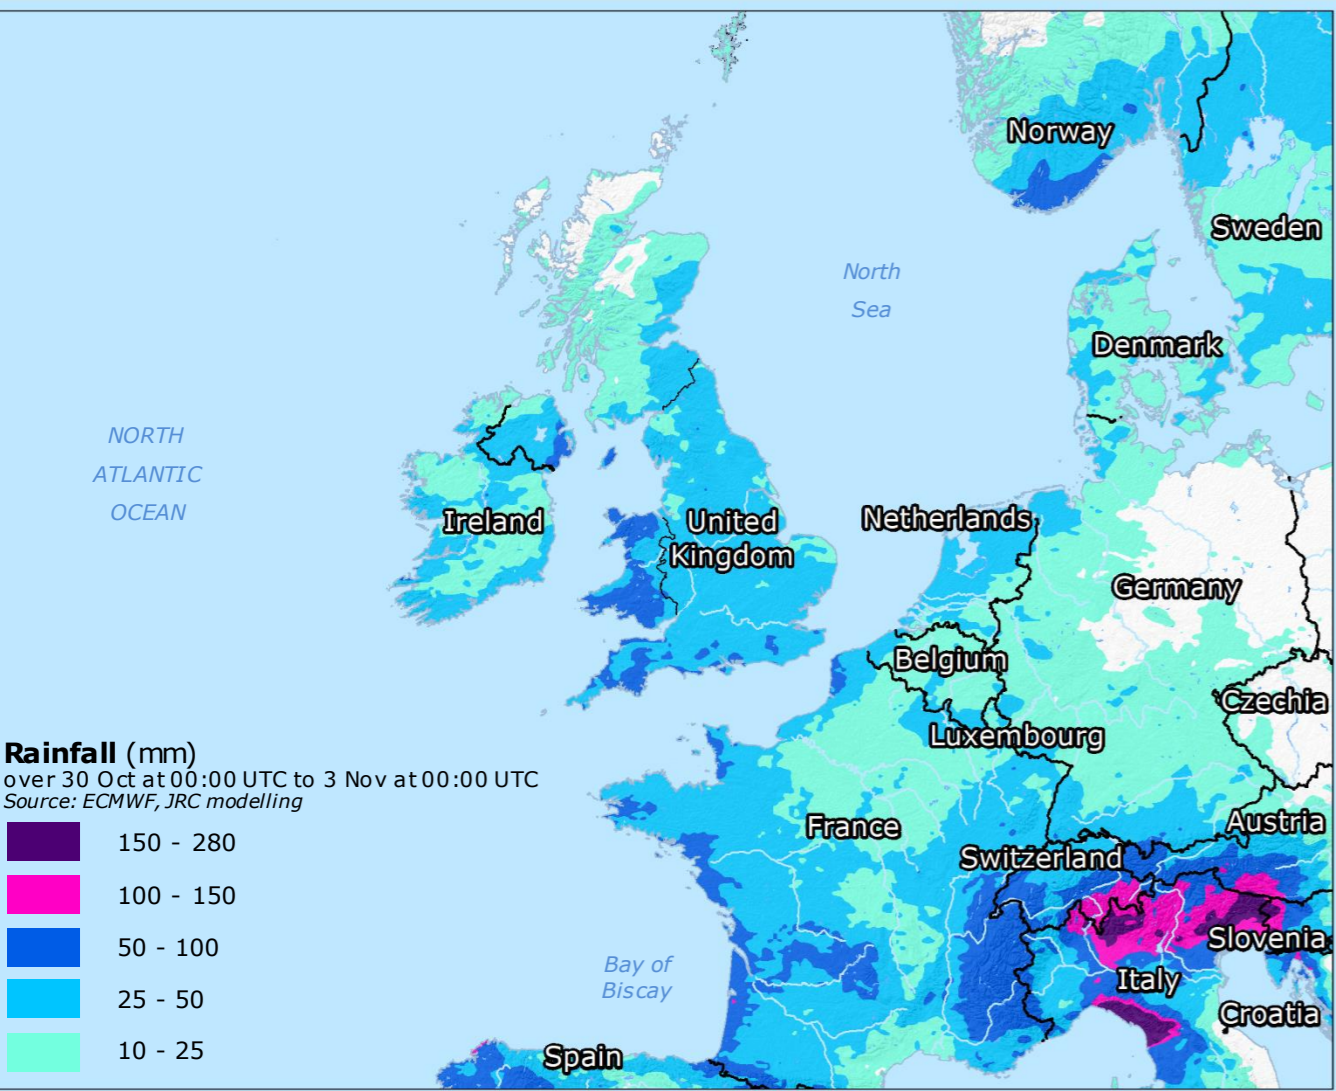 Norway
Sweden
North
Sea
Denmark
NORTH
ATLANTIC
OCEAN
Ireland
United
Kingdom
Netherlands
Germany
Belgium
Czechia
Luxembourg
Rainfall (mm)
over 30 Oct at 00:00 UTC to 3 Nov at 00:00 UTC
Source: ECMWF, JRC modelling
150 - 280
100 - 150
50 - 100
25 - 50
10 - 25
France
Austria
Switzerland
Slovenia
Bay of
Biscay
Italy
Croatia
Spain